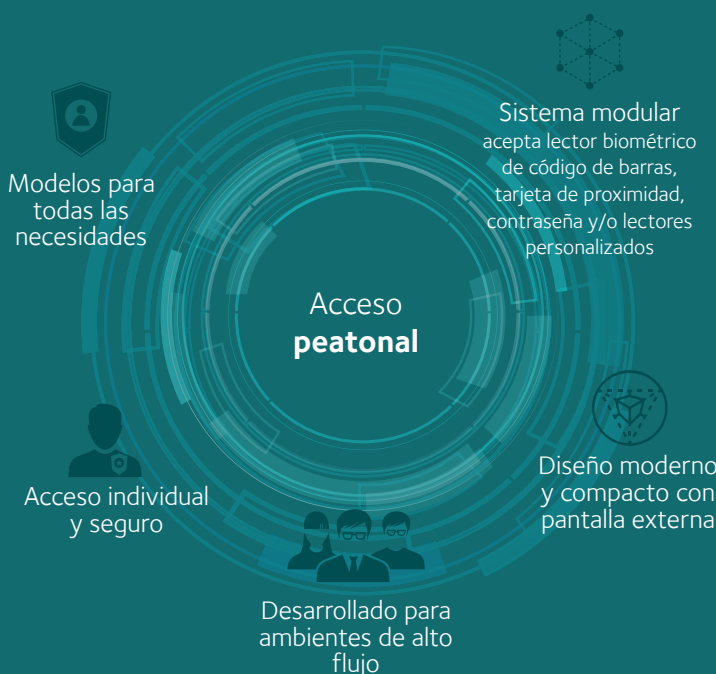 Sistema modular
acepta lector biométrico
de código de barras,
tarjeta de proximidad,
contraseña y/o lectores
personalizados
Modelos para
todas las
necesidades
Acceso
peatonal
Diseño moderno
y compacto con
pantalla externa
Acceso individual
y seguro
Desarrollado para
ambientes de alto
flujo